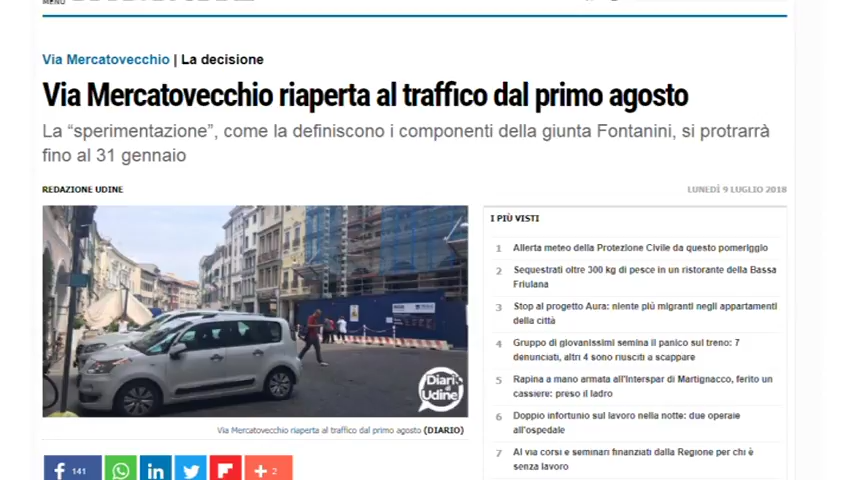 MENU
Via Mercatovecchio | La decisione
Via Mercatovecchio riaperta al traffico dal primo agosto
La “sperimentazione”, come la definiscono i componenti della giunta Fontanini, si protrarrà
fino al 31 gennaio
REDAZIONE UDINE
LUNEDÌ 9 LUGLIO 2018
Diario di Udine
Via Mercatovecchio riaperta al traffico dal primo agosto (DIARIO)
141
2
I PIÙ VISTI
1 Allerta meteo della Protezione Civile da questo pomeriggio
2 Sequestrati oltre 300 kg di pesce in un ristorante della Bassa
Friulana
3 Stop al progetto Aura: niente più migranti negli appartamenti
della città
4 Gruppo di giovanissimi semina il panico sul treno: 7
denunciati, altri 4 sono riusciti a scappare
5 Rapina a mano armata all'Interspar di Martignacco, ferito un
cassiere: preso il ladro
6 Doppio infortunio sul lavoro nella notte: due operaie
all'ospedale
7 Al via corsi e seminari finanziati dalla Regione per chi è
senza lavoro